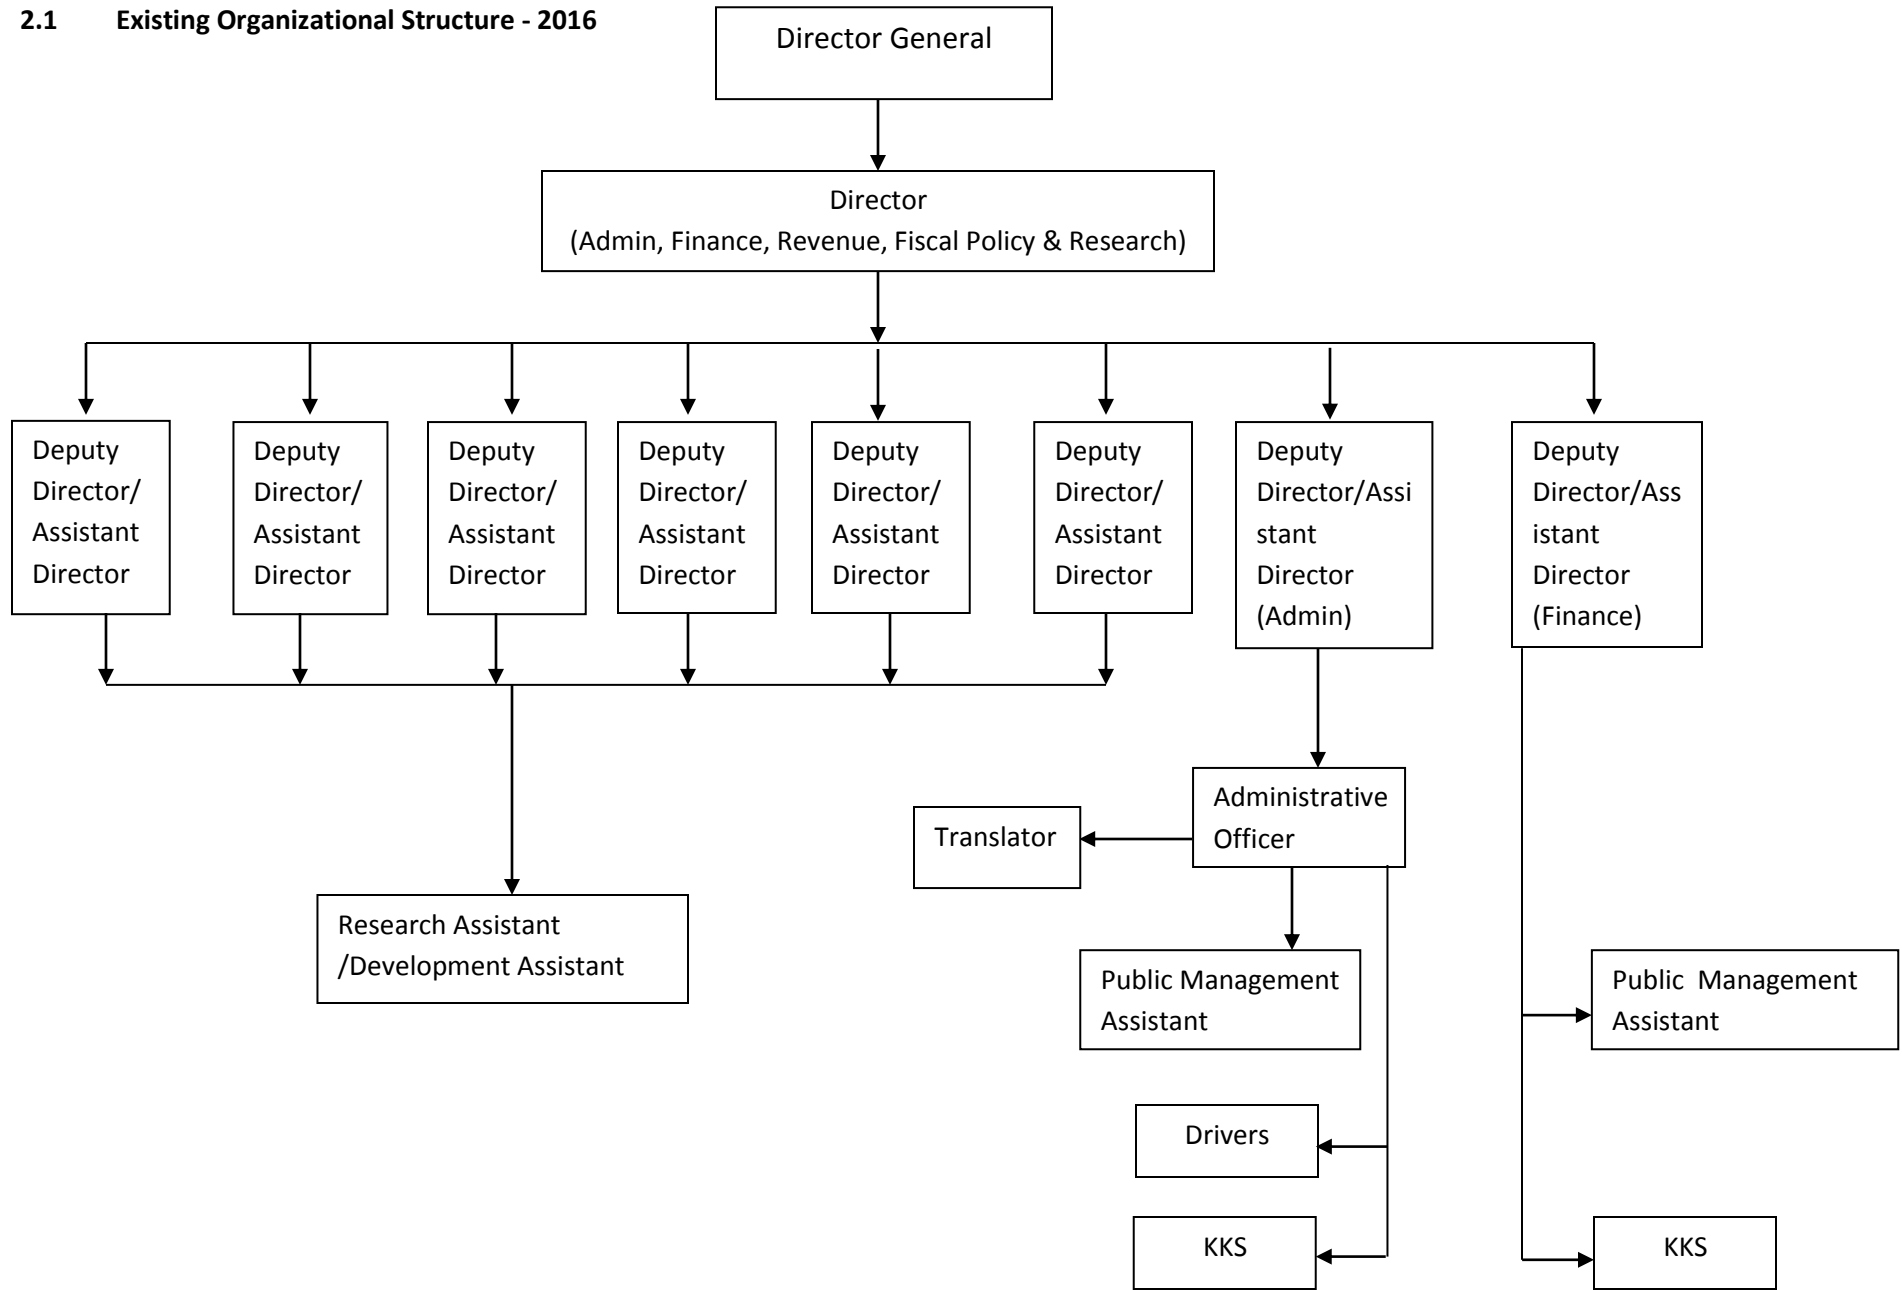 2.1 Existing Organizational Structure - 2016
Director General
Director
(Admin, Finance, Revenue, Fiscal Policy & Research)
Deputy
Director/
Assistant
Director
Deputy
Director/
Assistant
Director
Deputy
Director/
Assistant
Director
Deputy
Director/
Assistant
Director
Deputy
Director/
Assistant
Director
Deputy
Director/
Assistant
Director
Deputy
Director/Assi
stant
Director
(Admin)
Deputy
Director/Ass
istant
Director
(Finance)
Administrative
Officer
Translator
Research Assistant
/Development Assistant
Public Management
Assistant
Public Management
Assistant
Drivers
KKS
KKS